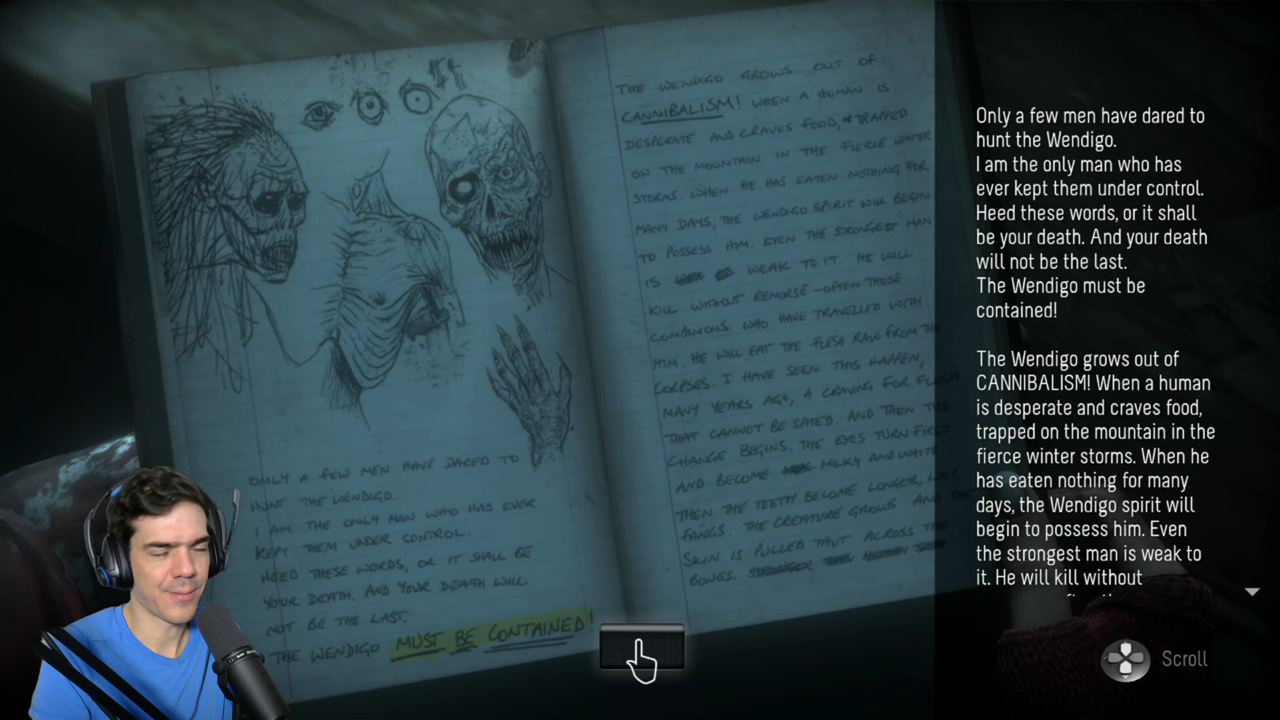 ONLY A FEW MEN HAVE DARED TO
HUNT THE WENDIGO.
I AM THE ONLY MAN WHO HAS EVER
KEPT THEM UNDER CONTROL.
HEED THESE WORDS, OR IT SHALL BE
YOUR DEATH. AND YOUR DEATH WILL
NOT BE THE LAST.
THE WENDIGO MUST BE CONTAINED!
THE WENDIGO GROWS OUT OF
CANNIBALISM! WHEN A HUMAN IS
DESPERATE AND CRAVES FOOD, TRAPPED
ON THE MOUNTAIN IN THE FIERCE WINTER
STORMS. WHEN HE HAS EATEN NOTHING FOR
MANY DAYS, THE WENDIGO SPIRIT WILL BEGIN
TO POSSESS HIM. EVEN THE STRONGEST MAN
IS WEAK TO IT. HE WILL
KILL WITHOUT REMORSE - OFTEN THOSE
COMPANIONS WHO HAVE TRAVELLED WITH
HIM. HE WILL EAT THE FLESH RAW FROM THE
CORPSES. I HAVE SEEN THIS HAPPEN,
MANY YEARS AGO, A CRAVING FOR FLESH
THAT CANNOT BE SATED. AND THEN THE
CHANGE BEGINS. THE EYES TURN FIRST
AND BECOME MILKY AND WHITE.
THEN THE TEETH BECOME LONGER, LIKE
FANGS. THE CREATURE GROWS AND THE
SKIN IS PULLED TAUT ACROSS THE
BONES.
Only a few men have dared to
hunt the Wendigo.
I am the only man who has
ever kept them under control.
Heed these words, or it shall
be your death. And your death
will not be the last.
The Wendigo must be
contained!
The Wendigo grows out of
CANNIBALISM! When a human
is desperate and craves food,
trapped on the mountain in the
fierce winter storms. When he
has eaten nothing for many
days, the Wendigo spirit will
begin to possess him. Even
the strongest man is weak to
it. He will kill without
Scroll